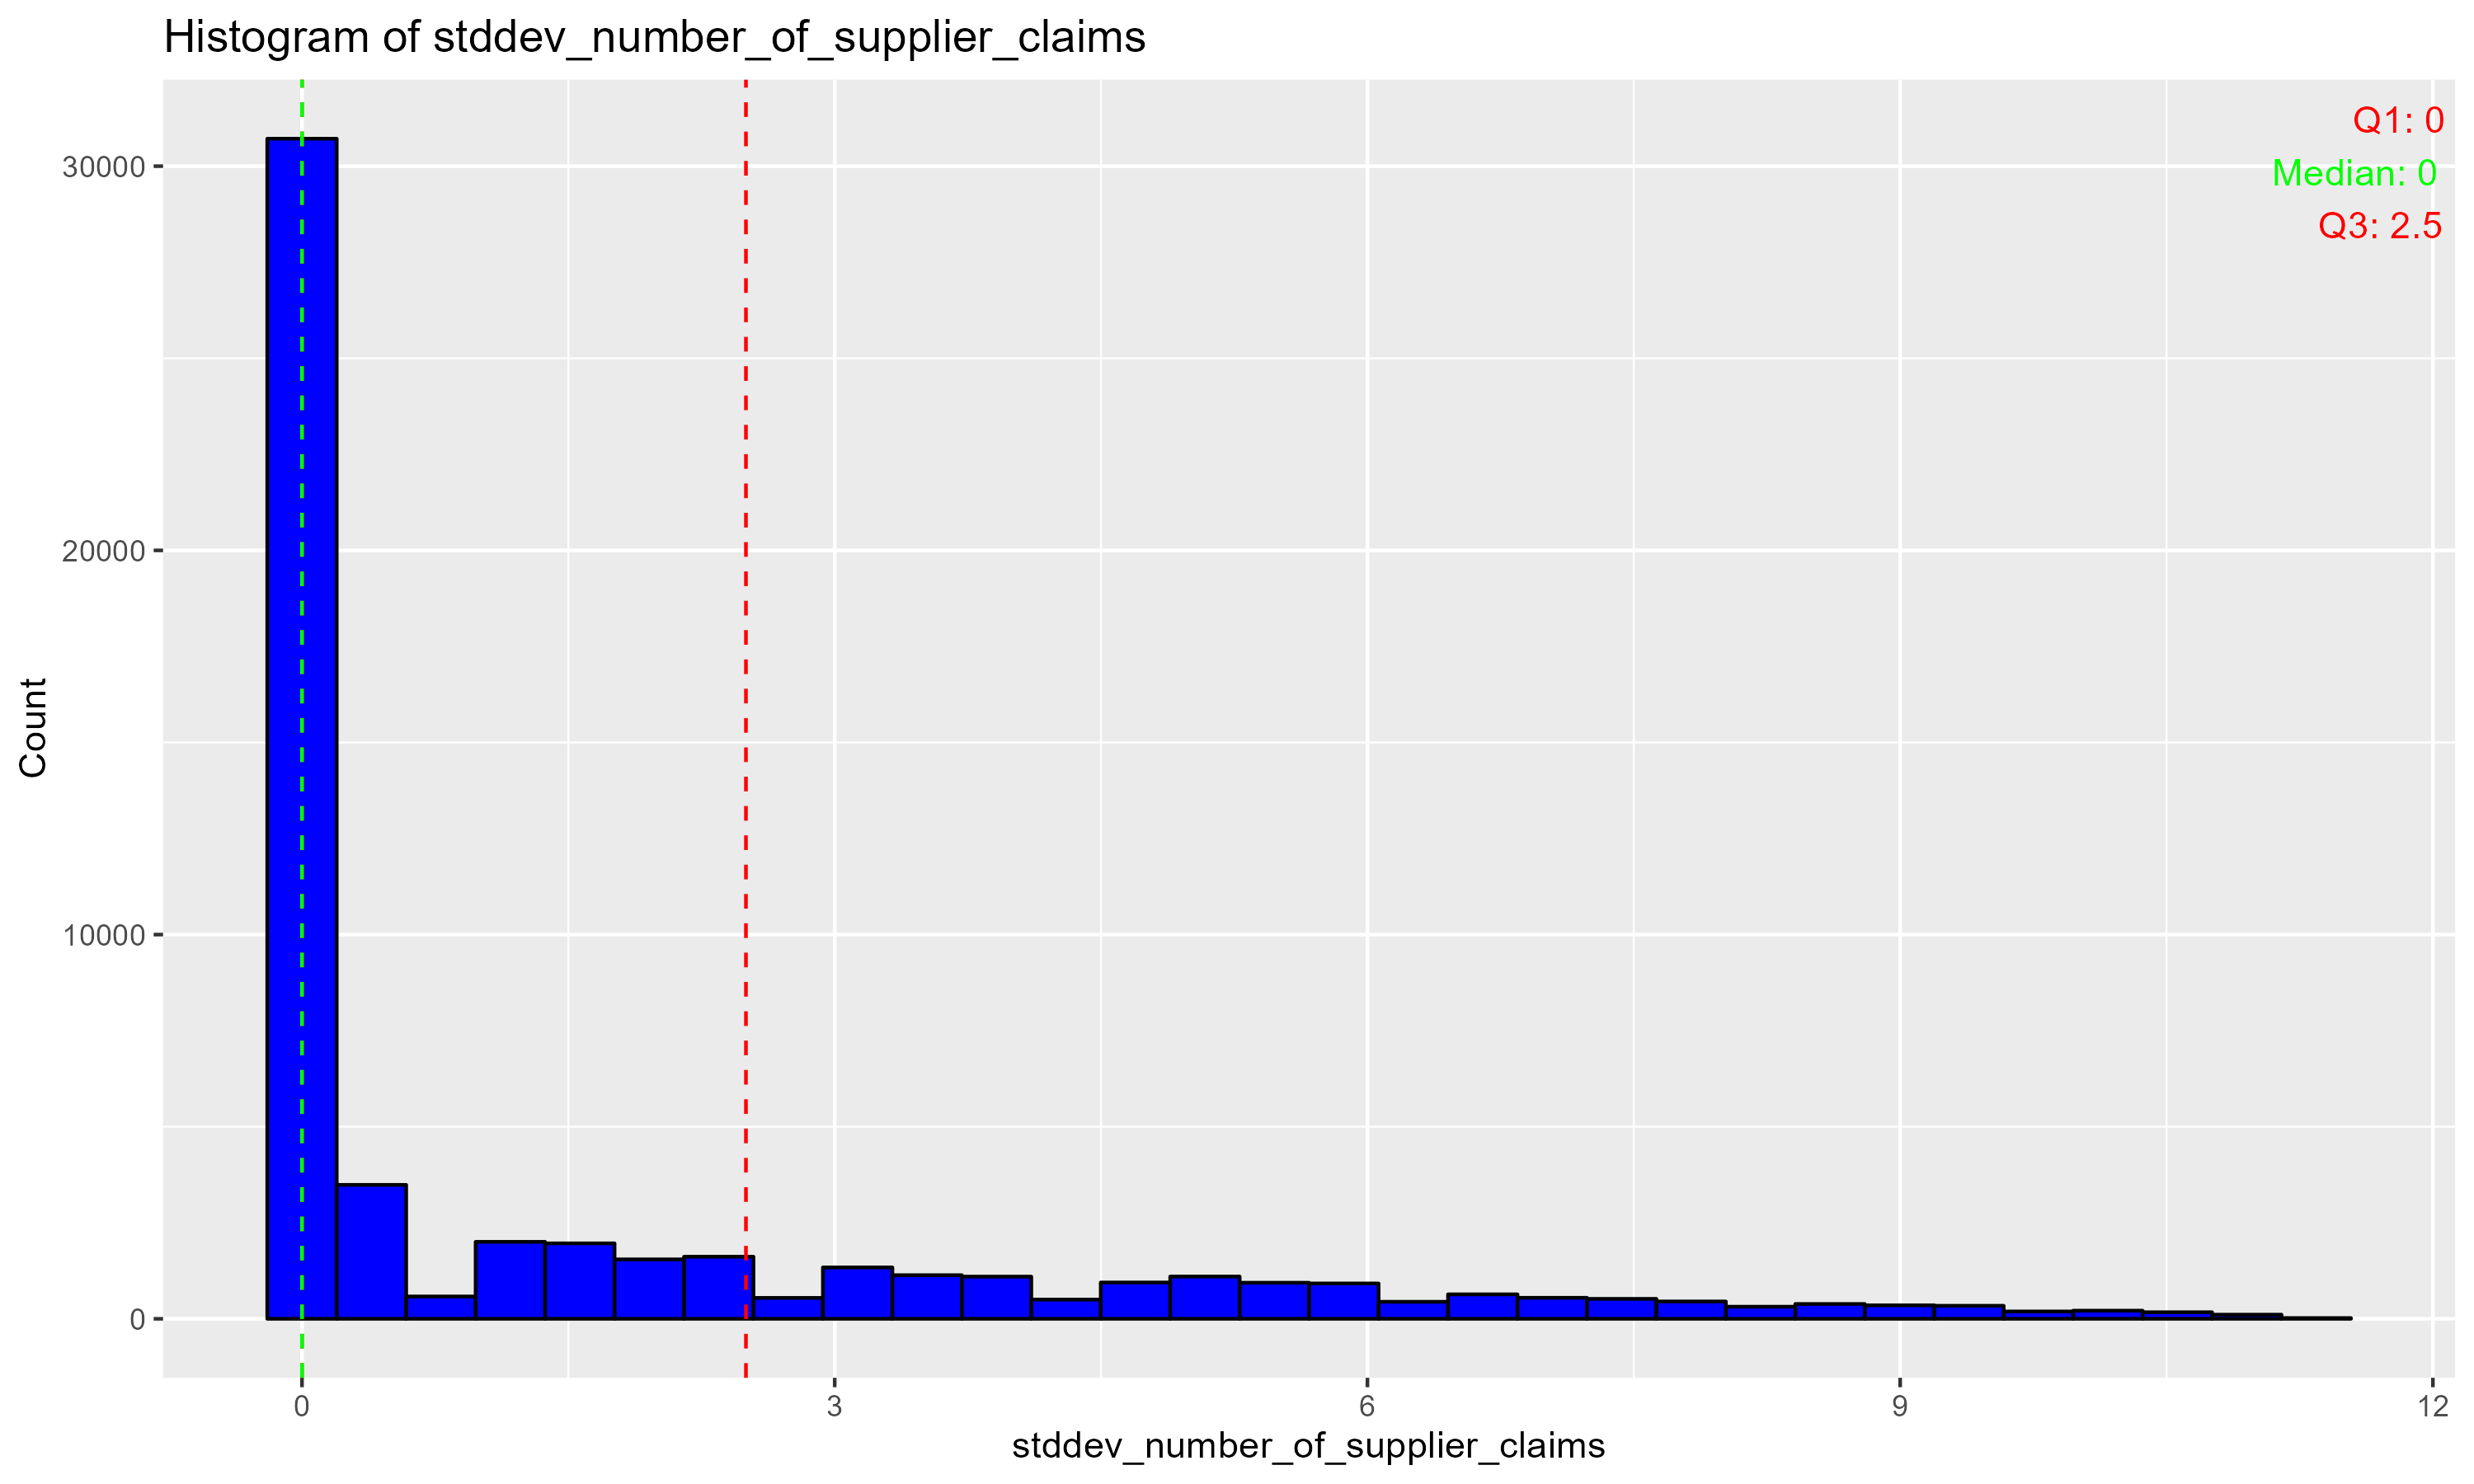 Histogram of stddev_number_of_supplier_claims
Q1: 0
Median: 0
Q3: 2.5
30000
20000
10000
0
Count
0 3 6 9 12
stddev_number_of_supplier_claims